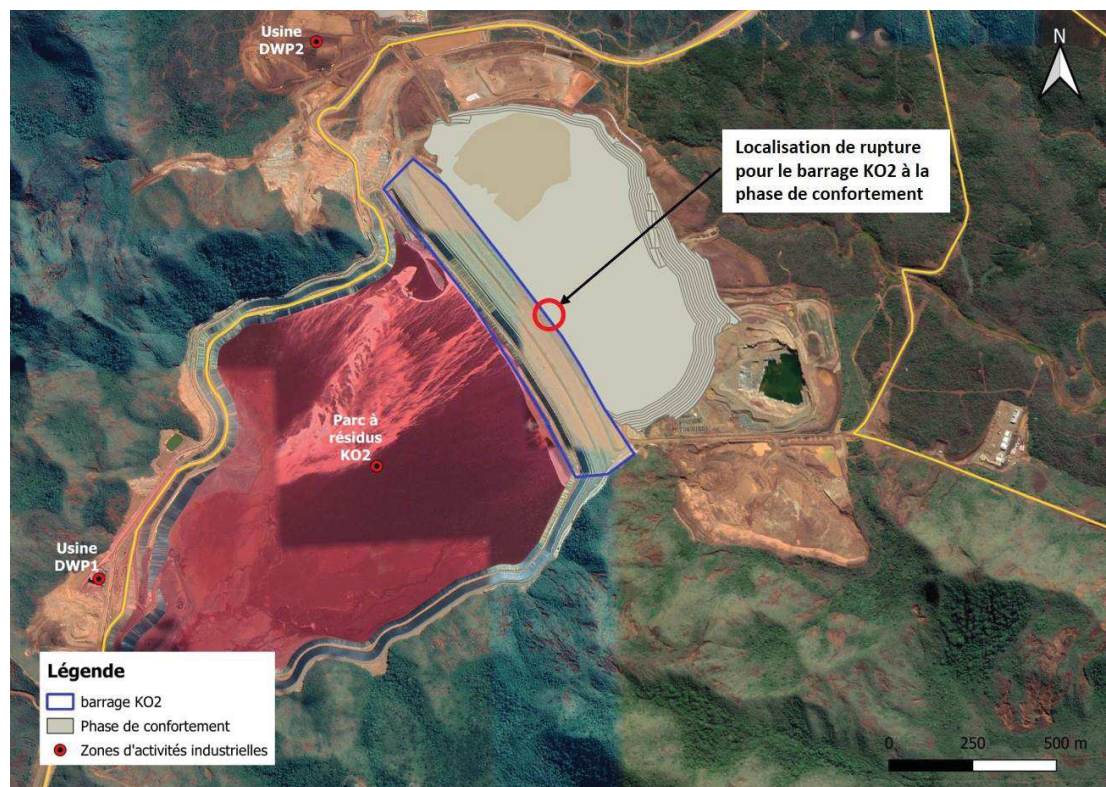 Usine
DWP2
N
Localisation de rupture
pour le barrage KO2 à la
phase de confortement
Parc à
résidus
KO2
Usine
DWP1
Légende
barrage KO2
Phase de confortement
Zones d'activités industrielles
0 250 500 m